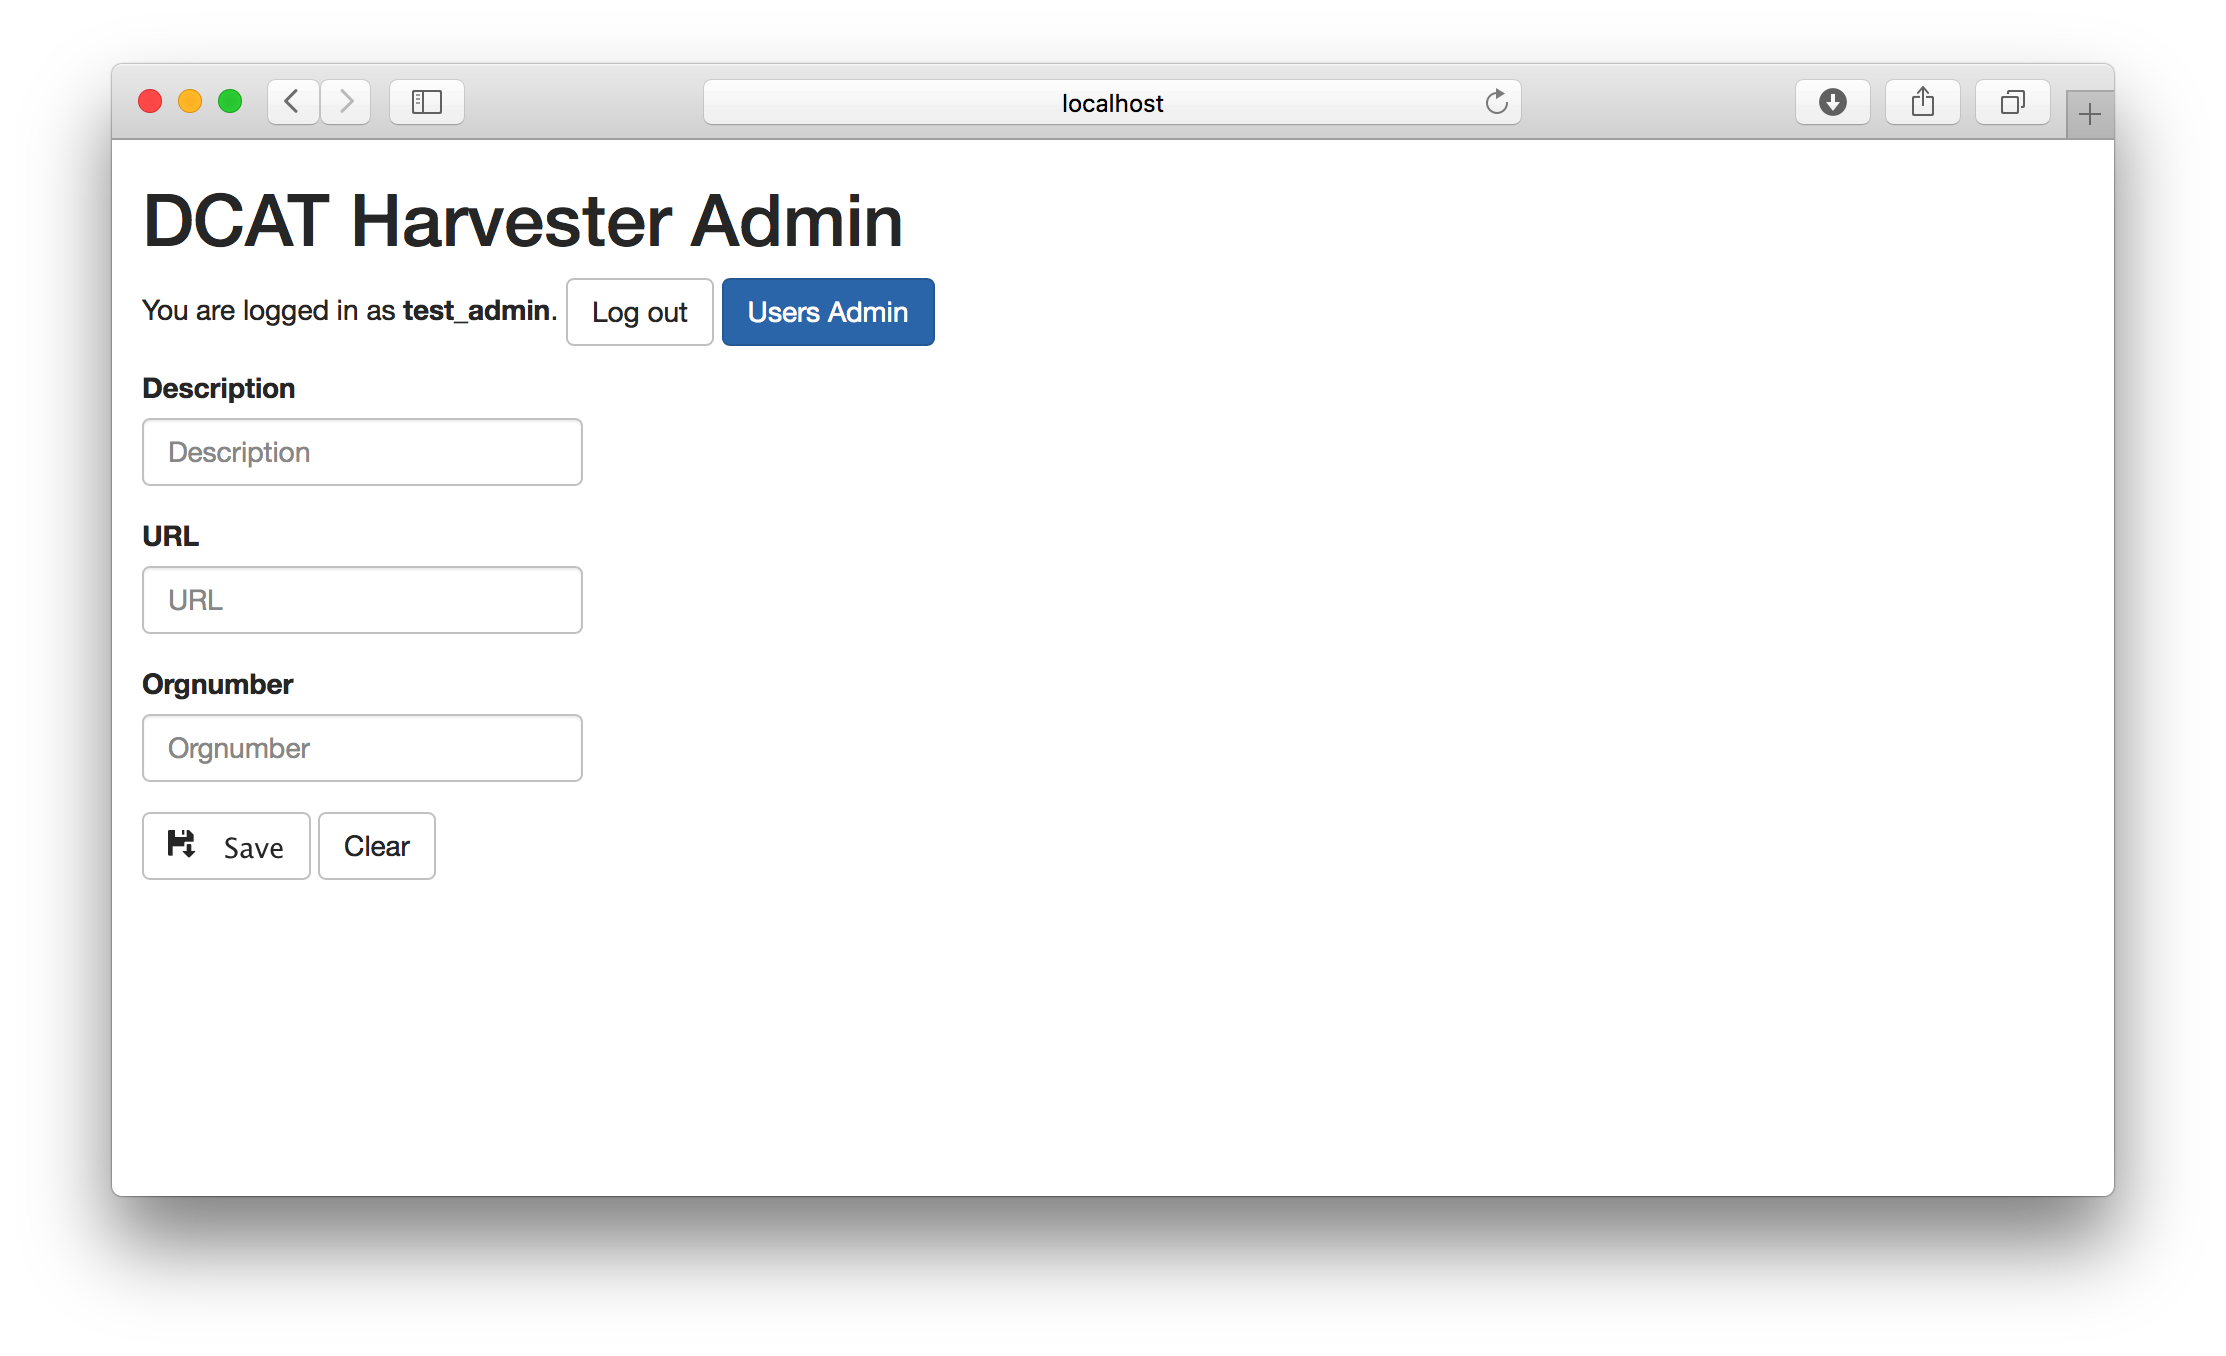 localhost
DCAT Harvester Admin
You are logged in as test_admin. Log out Users Admin
Description
Description
URL
URL
Orgnumber
Orgnumber
Save Clear